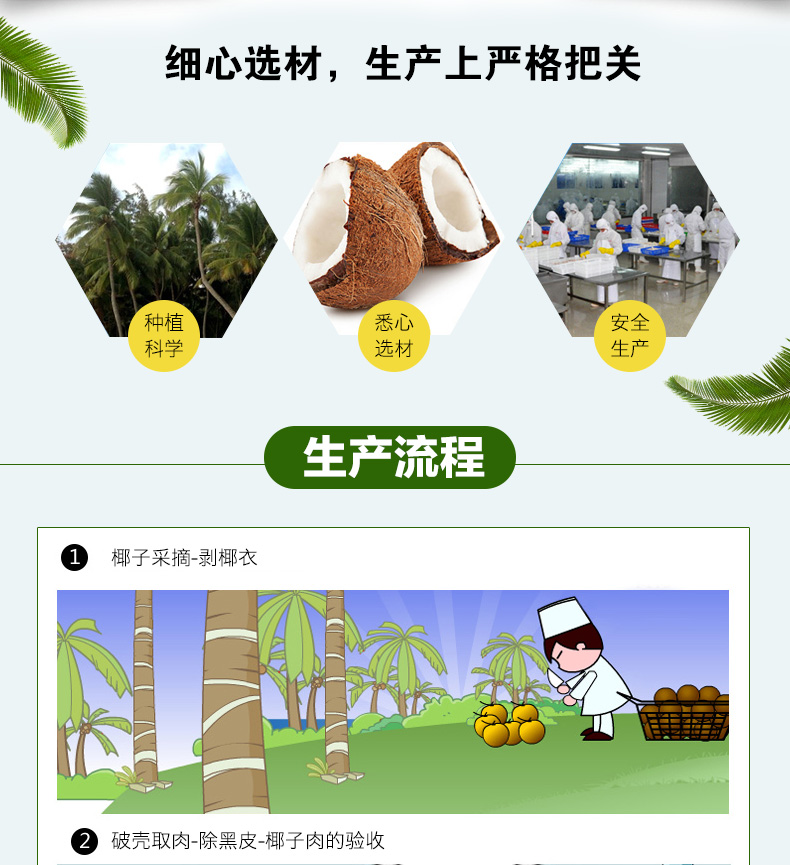 细心选材，生产上严格把关
种植
科学
悉心
选材
安全
生产
生产流程
1 椰子采摘-剥椰衣
2 破壳取肉-除黑皮-椰子肉的验收